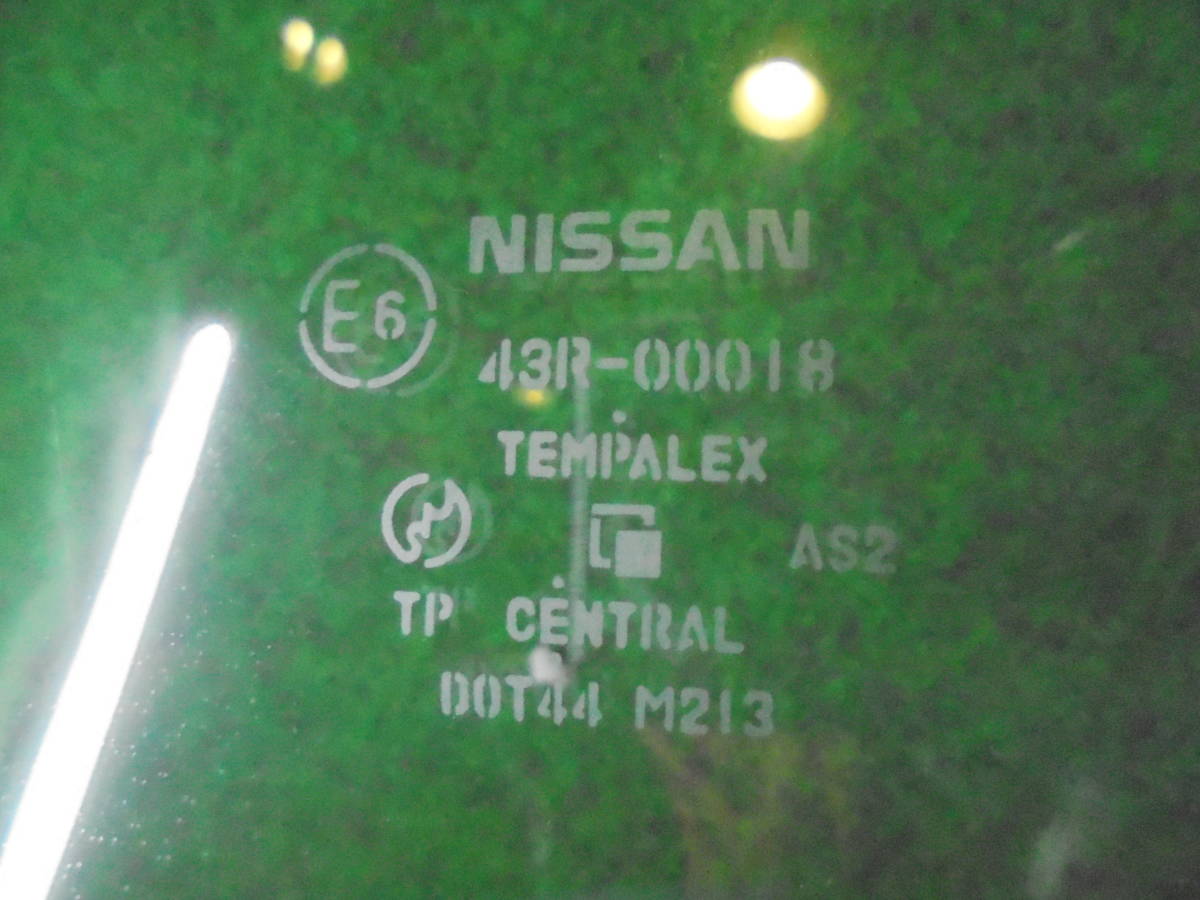 NISSAN
E6
43R-00018
TEMPALEX
AS2
TP CENTRAL
DOT44 M213